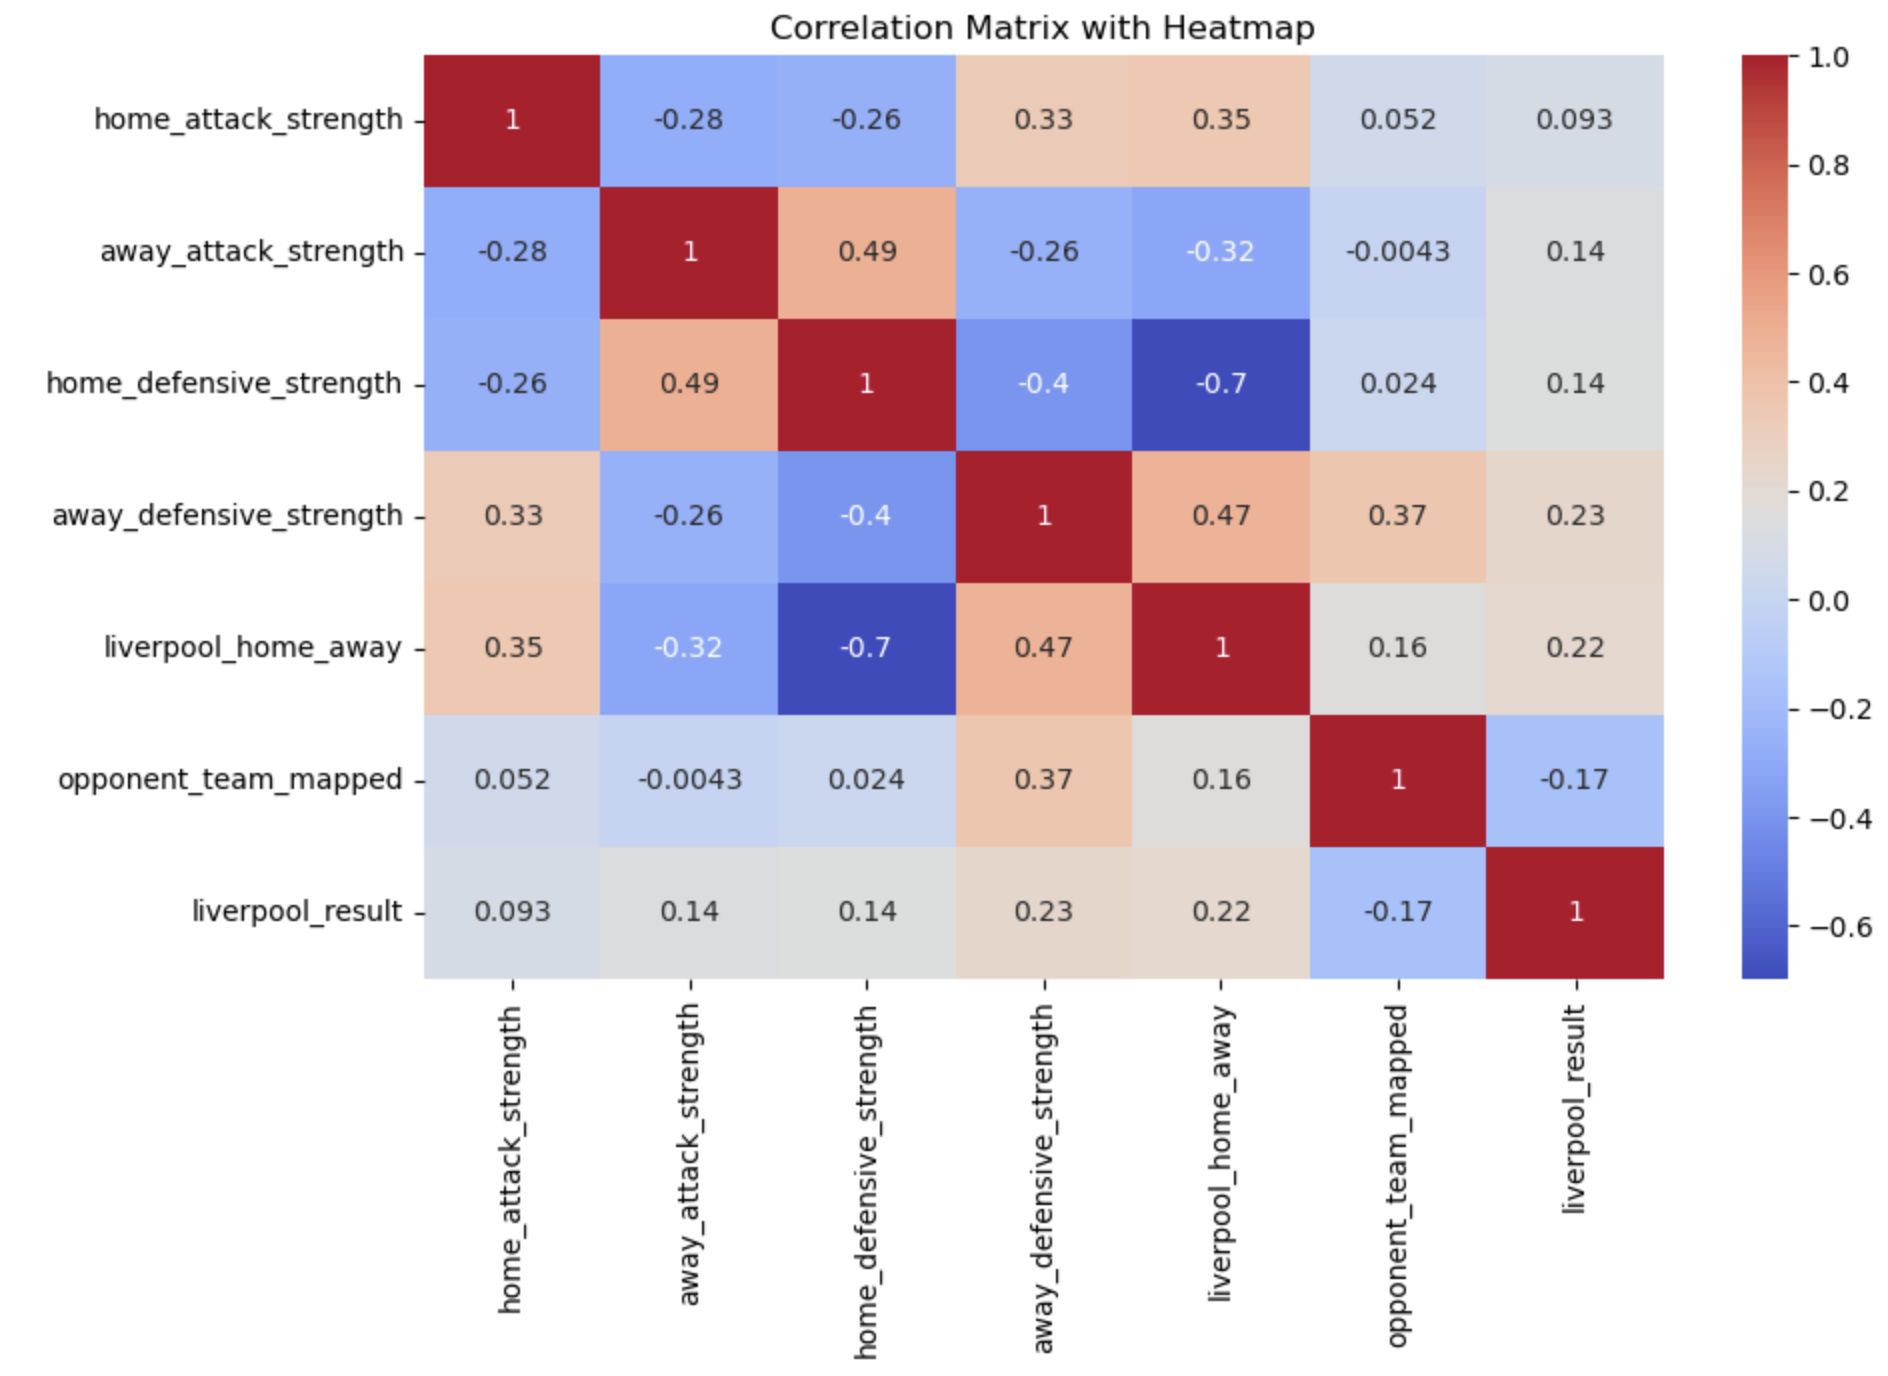 Correlation Matrix with Heatmap
home_attack_strength 1 -0.28 -0.26 0.33 0.35 0.052 0.093
away_attack_strength -0.28 1 0.49 -0.26 -0.32 -0.0043 0.14
home_defensive_strength -0.26 0.49 1 -0.4 -0.7 0.024 0.14
away_defensive_strength 0.33 -0.26 -0.4 1 0.47 0.37 0.23
liverpool_home_away 0.35 -0.32 -0.7 0.47 1 0.16 0.22
opponent_team_mapped 0.052 -0.0043 0.024 0.37 0.16 1 -0.17
liverpool_result 0.093 0.14 0.14 0.23 0.22 -0.17 1
home_attack_strength
away_attack_strength
home_defensive_strength
away_defensive_strength
liverpool_home_away
opponent_team_mapped
liverpool_result
1.0
0.8
0.6
0.4
0.2
0.0
−0.2
−0.4
−0.6